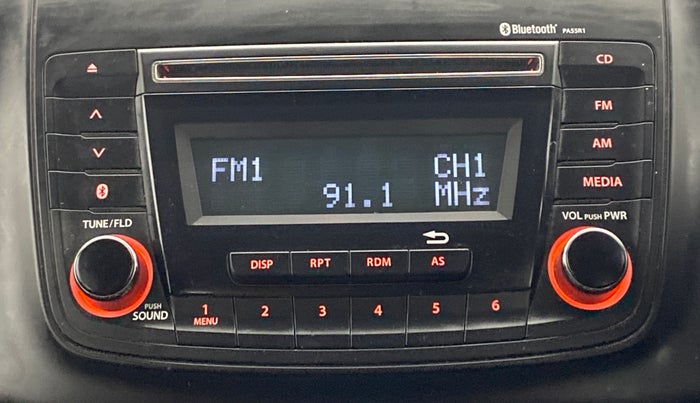 Bluetooth® PA55R1
CD
FM
AM
MEDIA
FM1 CH1
91.1 MHz
TUNE/FLD
VOL PUSH PWR
DISP RPT RDM AS
PUSH
SOUND
1 2 3 4 5 6
MENU